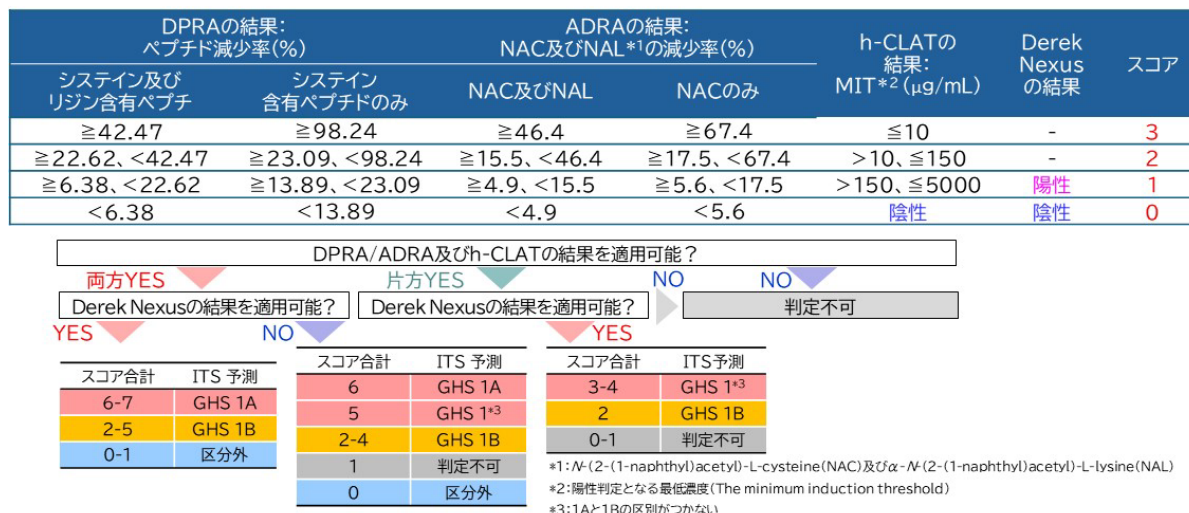 DPRAの結果:
ペプチド減少率(%)
ADRAの結果:
NAC及びNAL*1の減少率(%)
h-CLATの
結果:
MIT*2(μg/mL)
Derek
Nexus
の結果
スコア
システイン及び
リジン含有ペプチ
システイン
含有ペプチドのみ
NAC及びNAL
NACのみ
≧42.47 ≧98.24 ≧46.4 ≧67.4 ≦10 - 3
≧22.62、<42.47 ≧23.09、<98.24 ≧15.5、<46.4 ≧17.5、<67.4 >10、≦150 - 2
≧6.38、<22.62 ≧13.89、<23.09 ≧4.9、<15.5 ≧5.6、<17.5 >150、≦5000 陽性 1
<6.38 <13.89 <4.9 <5.6 陰性 陰性 0
DPRA/ADRA及びh-CLATの結果を適用可能?
両方YES 片方YES NO NO
Derek Nexusの結果を適用可能? Derek Nexusの結果を適用可能? 判定不可
YES NO YES
スコア合計 ITS 予測
6-7 GHS 1A
2-5 GHS 1B
0-1 区分外
スコア合計 ITS 予測
6 GHS 1A
5 GHS 1*3
2-4 GHS 1B
1 判定不可
0 区分外
スコア合計 ITS予測
3-4 GHS 1*3
2 GHS 1B
0-1 判定不可
*1:N-(2-(1-naphthyl)acetyl)-L-cysteine(NAC)及びα-N-(2-(1-naphthyl)acetyl)-L-lysine(NAL)
*2:陽性判定となる最低濃度(The minimum induction threshold)
*3:1Aと1Bの区別がつかない